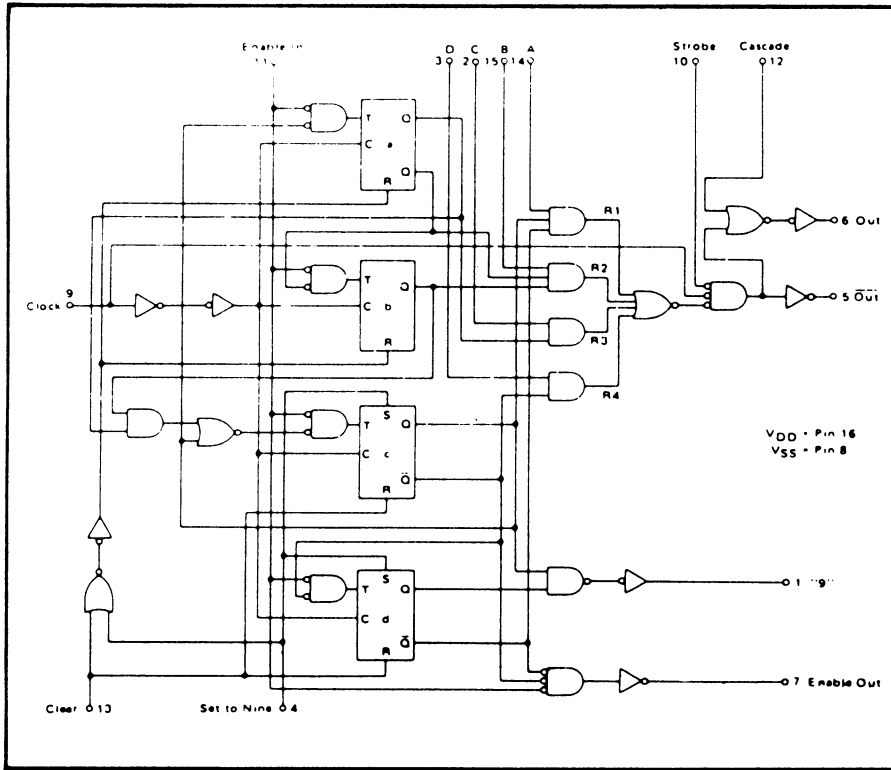 Enable In
11
D C B A
3 2 15 14
Strobe Cascade
10 12
T Q
C a
Q
R
R1
6 Out
T Q
C b
R
R2
9
Clock
5 Out
R3
R4
S
T Q
C c
Q
R
VDD = Pin 16
VSS = Pin 8
S
T Q
C d
Q
R
1 "9"
7 Enable Out
Clear 13
Set to Nine 4